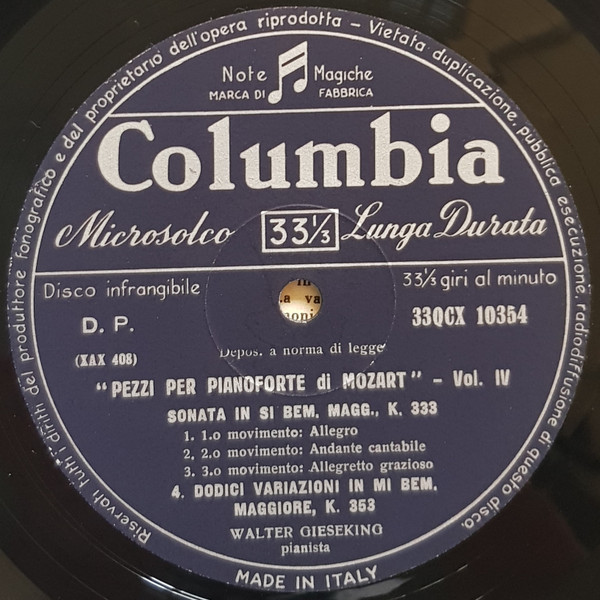 Riservati tutti i diritti del produttore fonografico e del proprietario dell'opera riprodotta - Vietata duplicazione, pubblica esecuzione, radiodiffusione di questo disco.
Note Magiche
MARCA DI FABBRICA
Columbia
Microsolco 33⅓ Lunga Durata
Disco infrangibile 33⅓ giri al minuto
D. P. 33QCX 10354
(XAX 408) Depos. a norma di legge
"PEZZI PER PIANOFORTE di MOZART" - Vol. IV
SONATA IN SI BEM. MAGG., K. 333
1. 1.o movimento: Allegro
2. 2.o movimento: Andante cantabile
3. 3.o movimento: Allegretto grazioso
4. DODICI VARIAZIONI IN MI BEM.
MAGGIORE, K. 353
WALTER GIESEKING
pianista
MADE IN ITALY